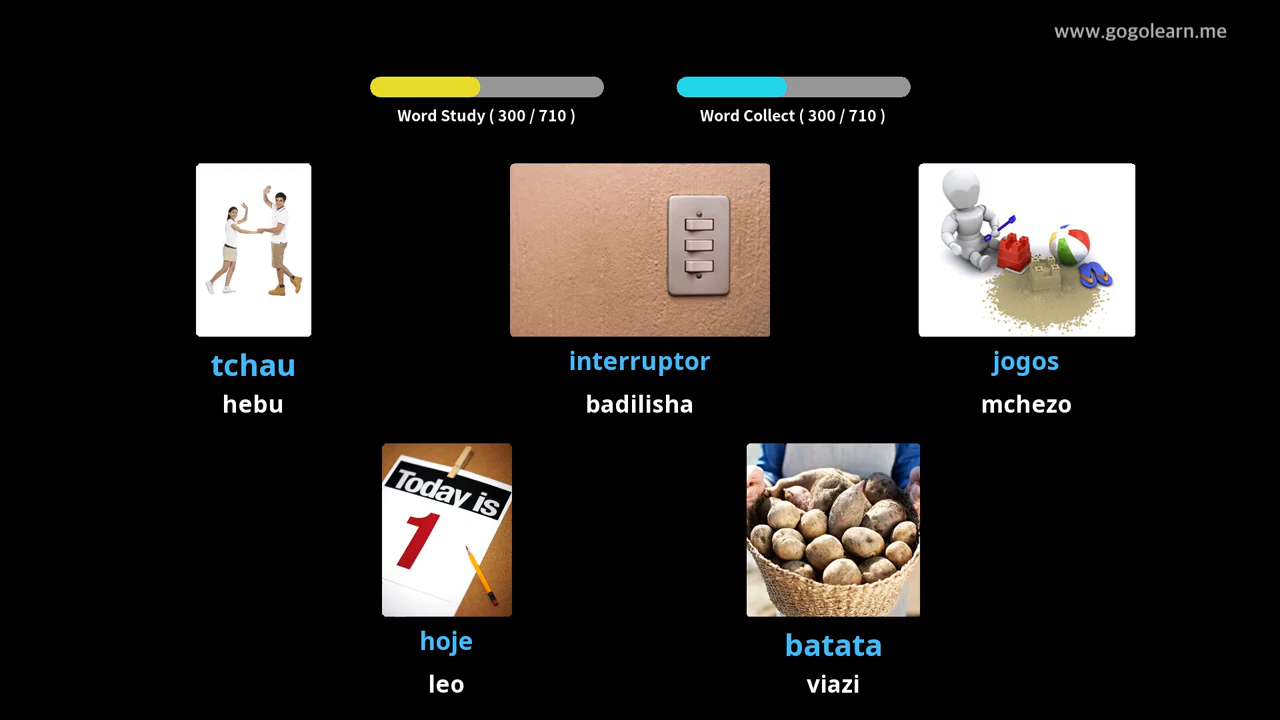 www.gogolearn.me
Word Study ( 300 / 710 )
Word Collect ( 300 / 710 )
tchau
hebu
interruptor
badilisha
jogos
mchezo
Today is
1
hoje
leo
batata
viazi